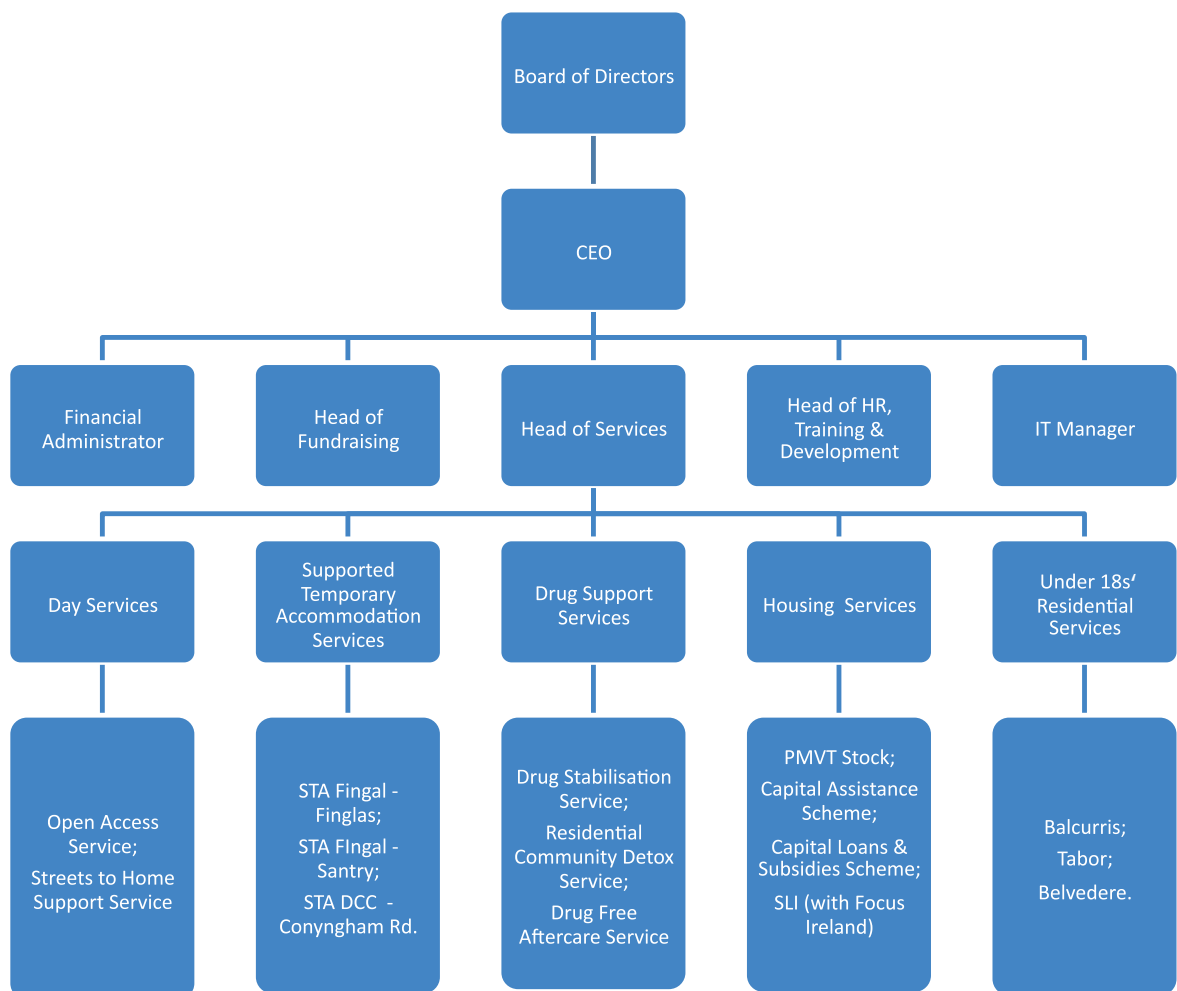 Board of Directors
CEO
Financial
Administrator
Head of
Fundraising
Head of Services
Head of HR,
Training &
Development
IT Manager
Day Services
Supported
Temporary
Accommodation
Services
Drug Support
Services
Housing  Services
Under 18s‘
Residential
Services
Open Access
Service;
Streets to Home
Support Service
STA Fingal -
Finglas;
STA FIngal -
Santry;
STA DCC  -
Conyngham Rd.
Drug Stabilisation
Service;
Residential
Community Detox
Service;
Drug Free
Aftercare Service
PMVT Stock;
Capital Assistance
Scheme;
Capital Loans &
Subsidies Scheme;
SLI (with Focus
Ireland)
Balcurris;
Tabor;
Belvedere.